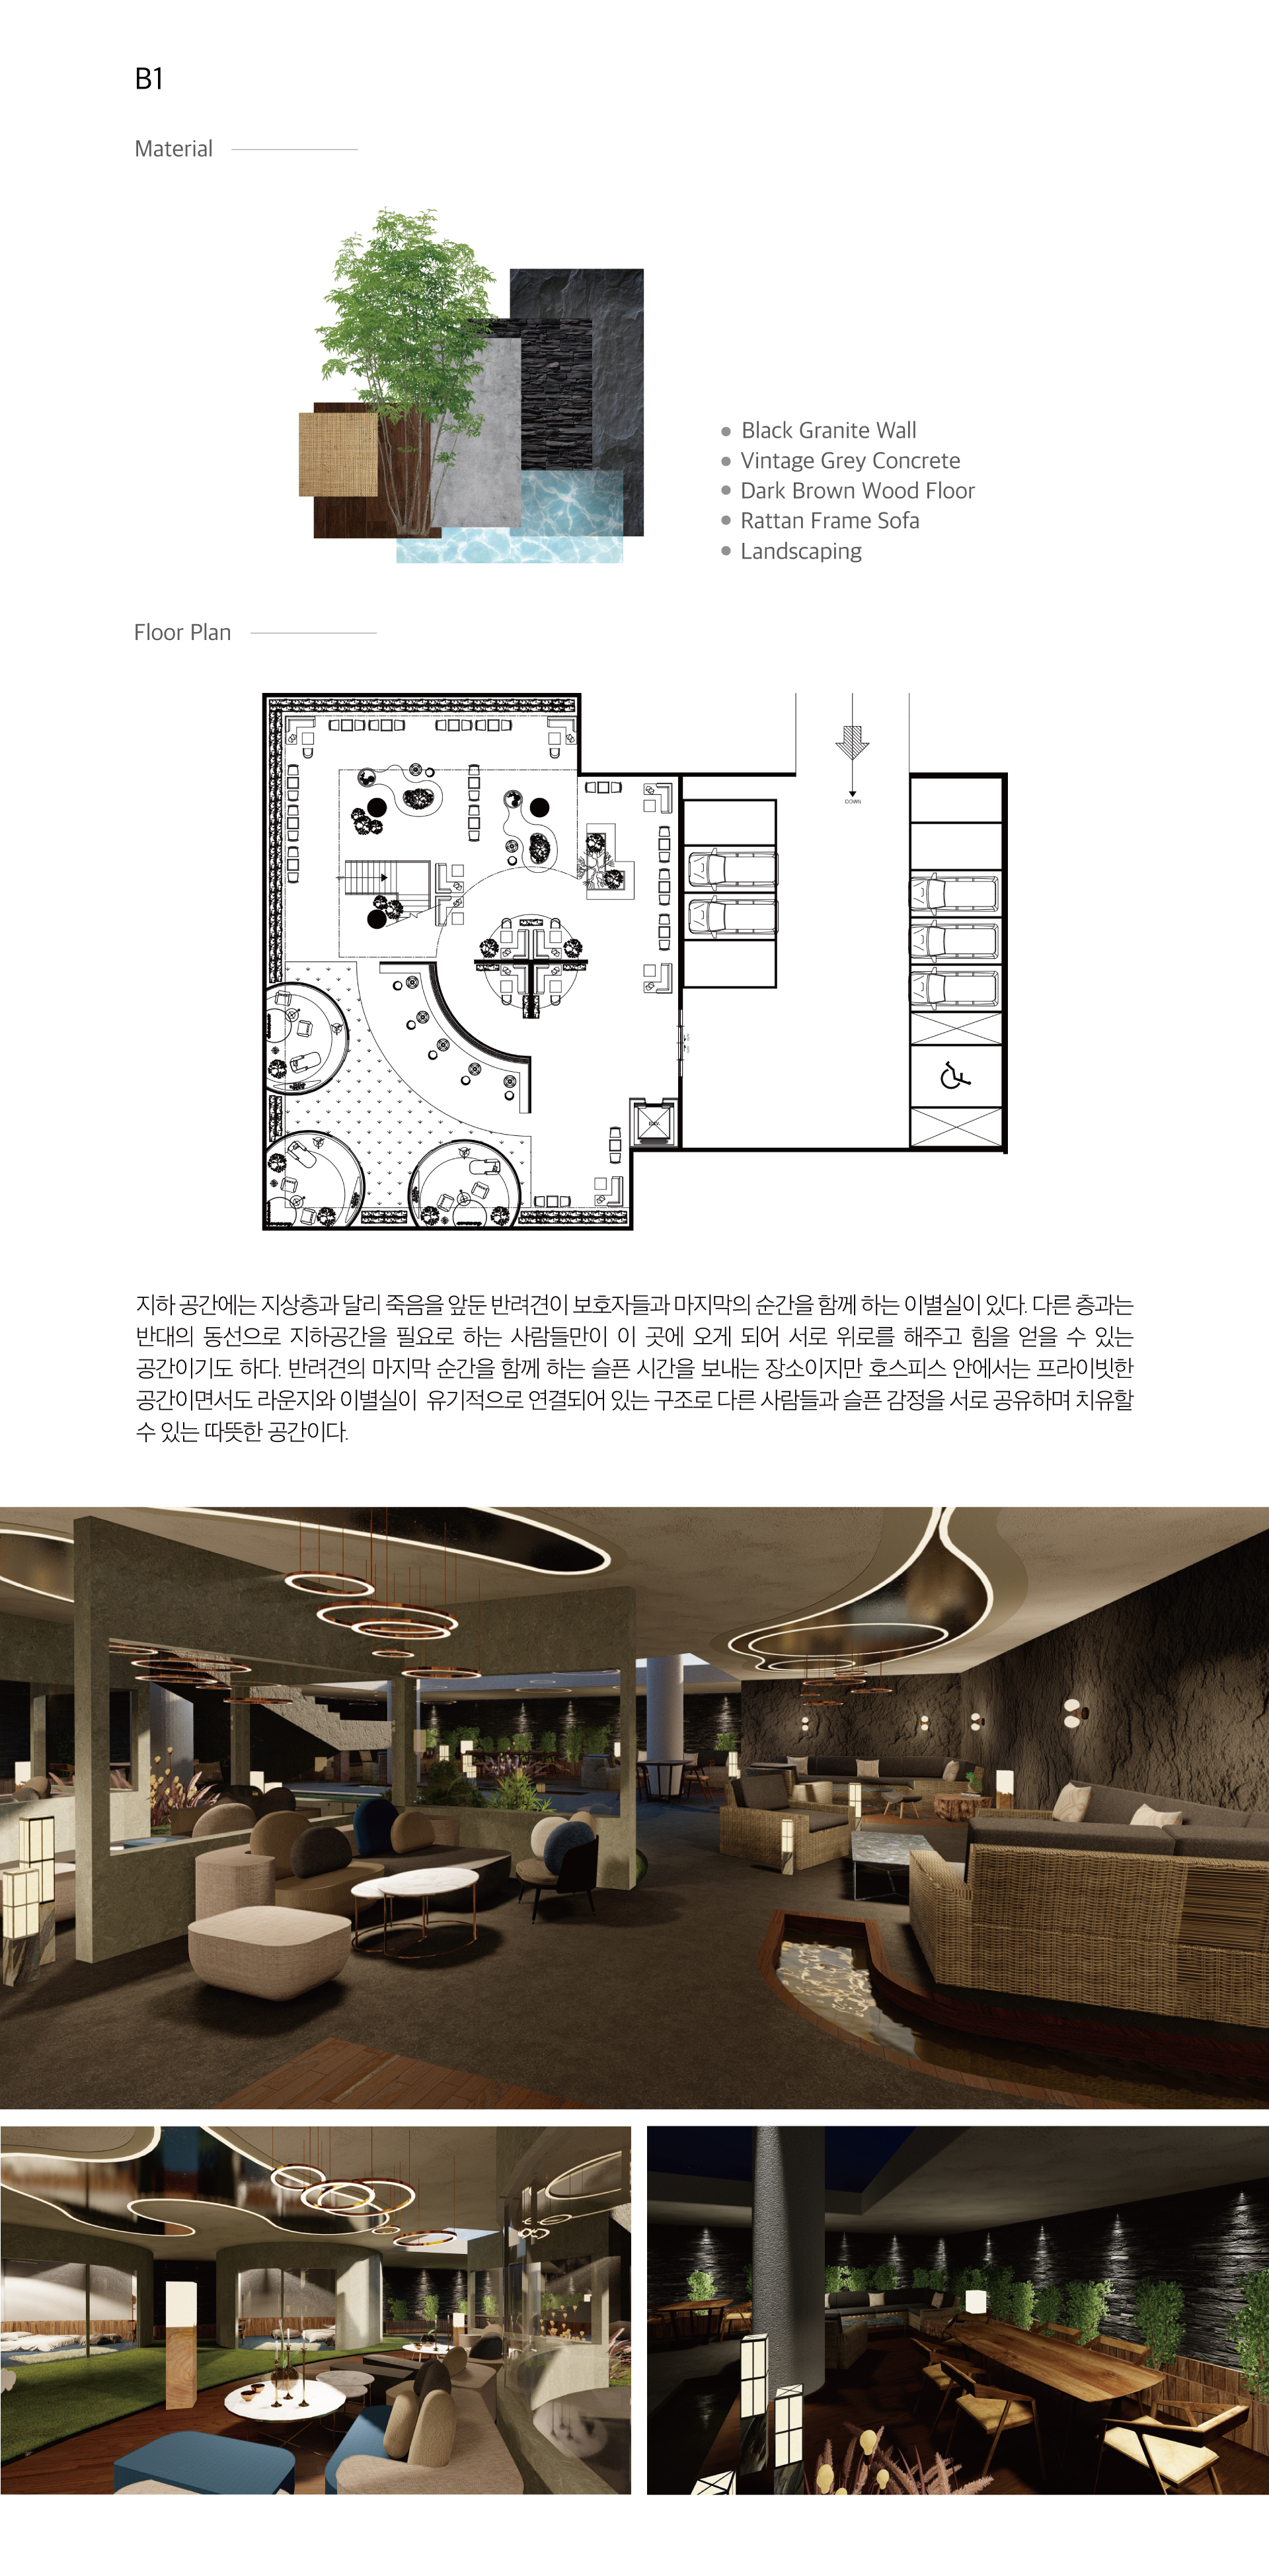 B1
Material
Black Granite Wall
Vintage Grey Concrete
Dark Brown Wood Floor
Rattan Frame Sofa
Landscaping
Floor Plan
DOWN
지하 공간에는 지상층과 달리 죽음을 앞둔 반려견이 보호자들과 마지막의 순간을 함께 하는 이별실이 있다. 다른 층과는
반대의 동선으로 지하공간을 필요로 하는 사람들만이 이 곳에 오게 되어 서로 위로를 해주고 힘을 얻을 수 있는
공간이기도 하다. 반려견의 마지막 순간을 함께 하는 슬픈 시간을 보내는 장소이지만 호스피스 안에서는 프라이빗한
공간이면서도 라운지와 이별실이 유기적으로 연결되어 있는 구조로 다른 사람들과 슬픈 감정을 서로 공유하며 치유할
수 있는 따뜻한 공간이다.